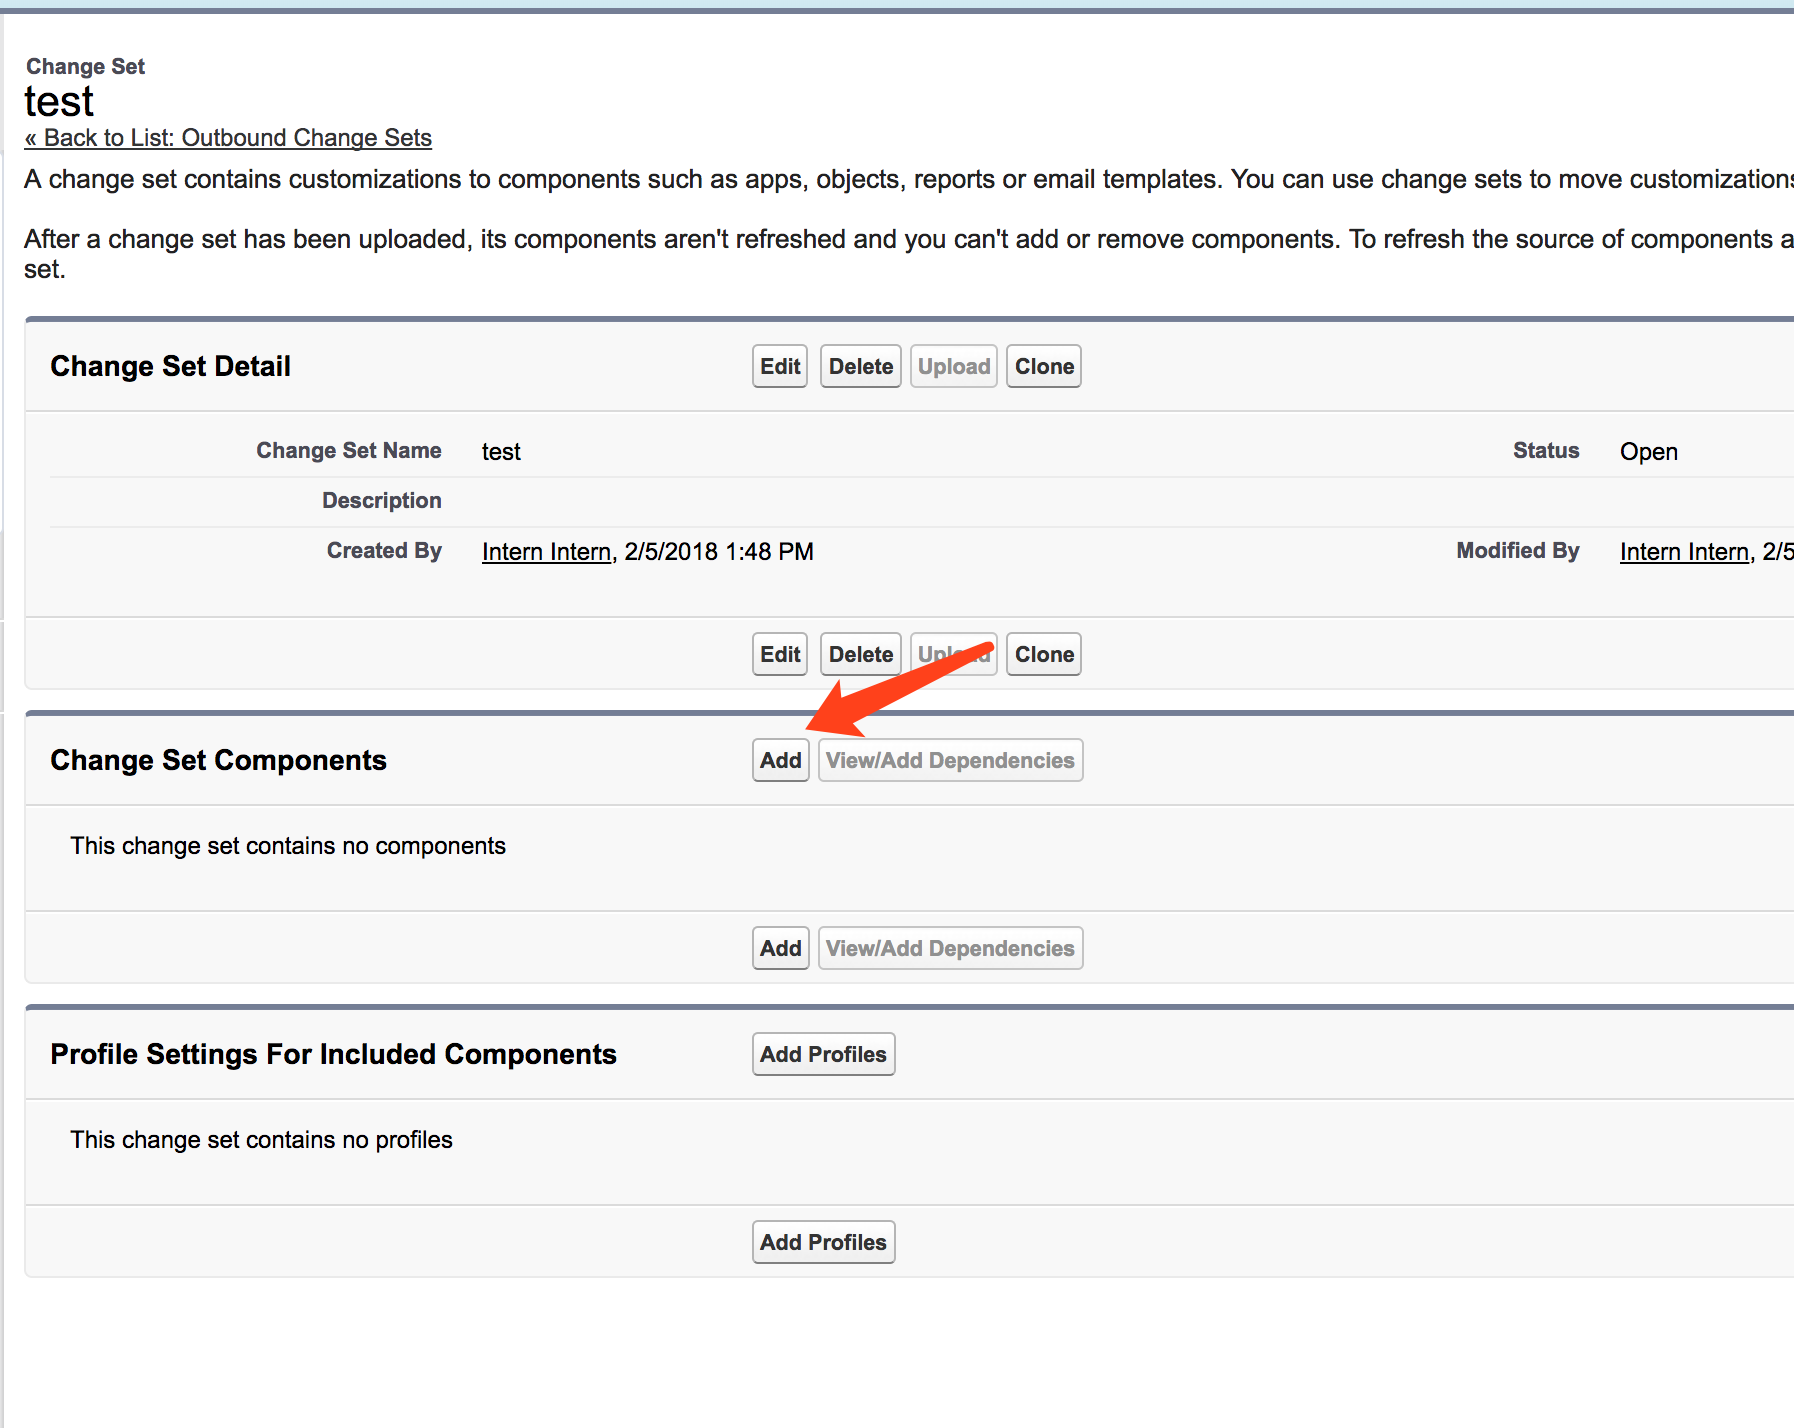 Change Set
test
« Back to List: Outbound Change Sets
A change set contains customizations to components such as apps, objects, reports or email templates. You can use change sets to move customizations
After a change set has been uploaded, its components aren't refreshed and you can't add or remove components. To refresh the source of components a
set.
Change Set Detail Edit Delete Upload Clone
Change Set Name test Status Open
Description
Created By Intern Intern, 2/5/2018 1:48 PM Modified By Intern Intern, 2/5
Edit Delete Upload Clone
Change Set Components Add View/Add Dependencies
This change set contains no components
Add View/Add Dependencies
Profile Settings For Included Components Add Profiles
This change set contains no profiles
Add Profiles